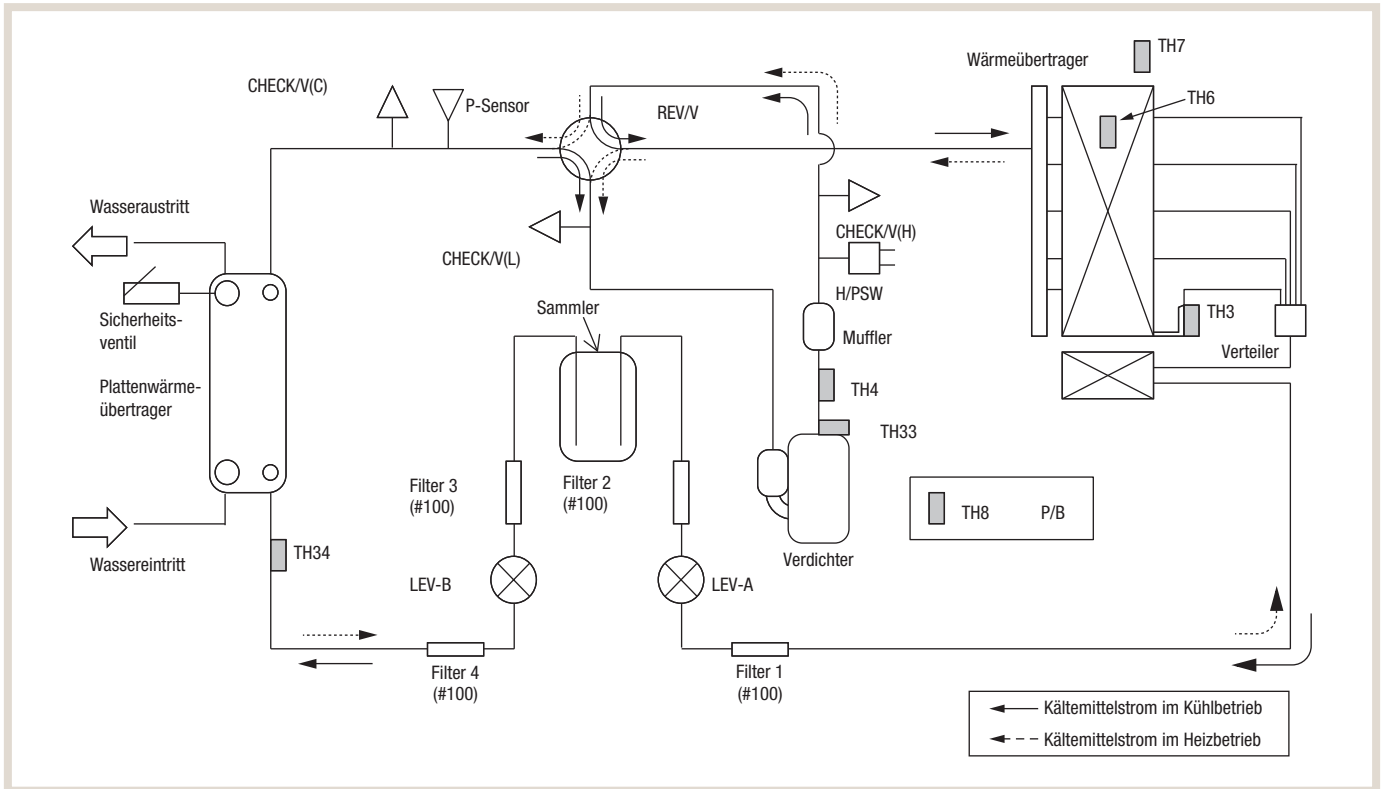 TH7
Wärmeübertrager
CHECK/V(C)
P-Sensor
REV/V
TH6
Wasseraustritt
CHECK/V(L)
CHECK/V(H)
H/PSW
Sammler
Sicherheits-
ventil
Muffler
TH3
Verteiler
Plattenwärme-
übertrager
TH4
TH33
Filter 3
(#100)
Filter 2
(#100)
TH8
P/B
Verdichter
Wassereintritt
TH34
LEV-B
LEV-A
Filter 4
(#100)
Filter 1
(#100)
Kältemittelstrom im Kühlbetrieb
Kältemittelstrom im Heizbetrieb